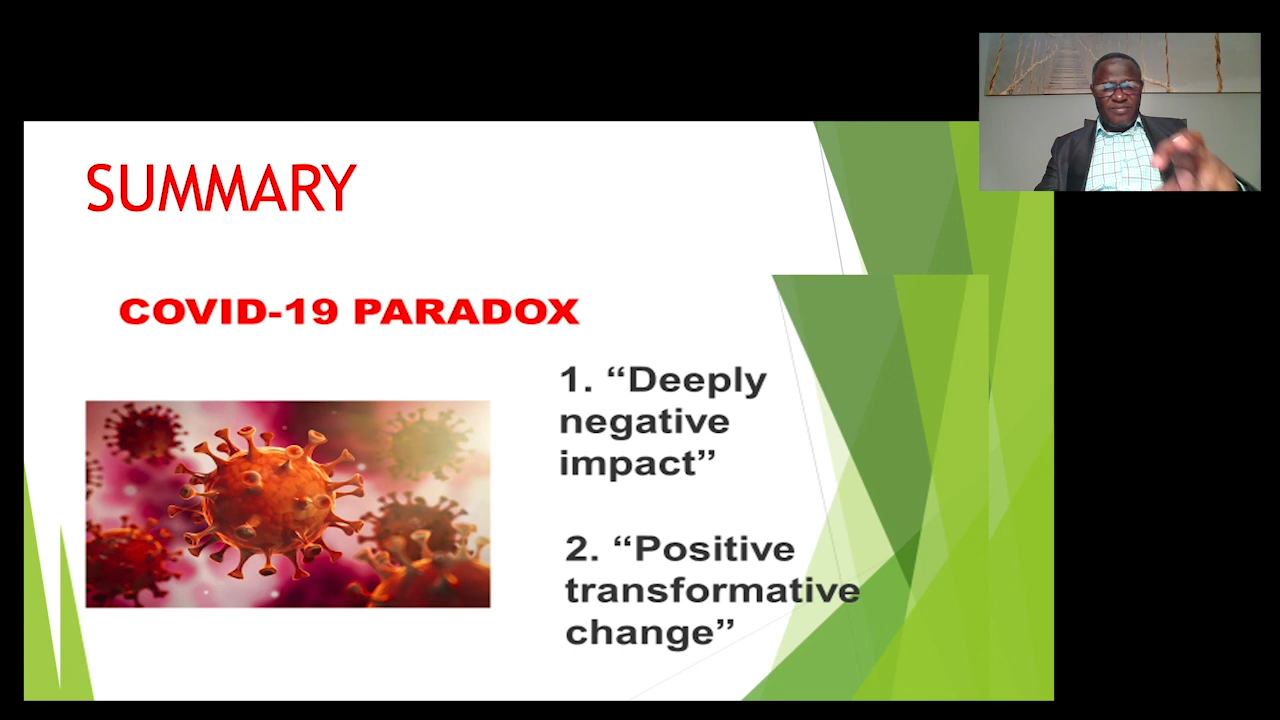 SUMMARY
COVID-19 PARADOX
1. “Deeply
negative
impact”
2. “Positive
transformative
change”